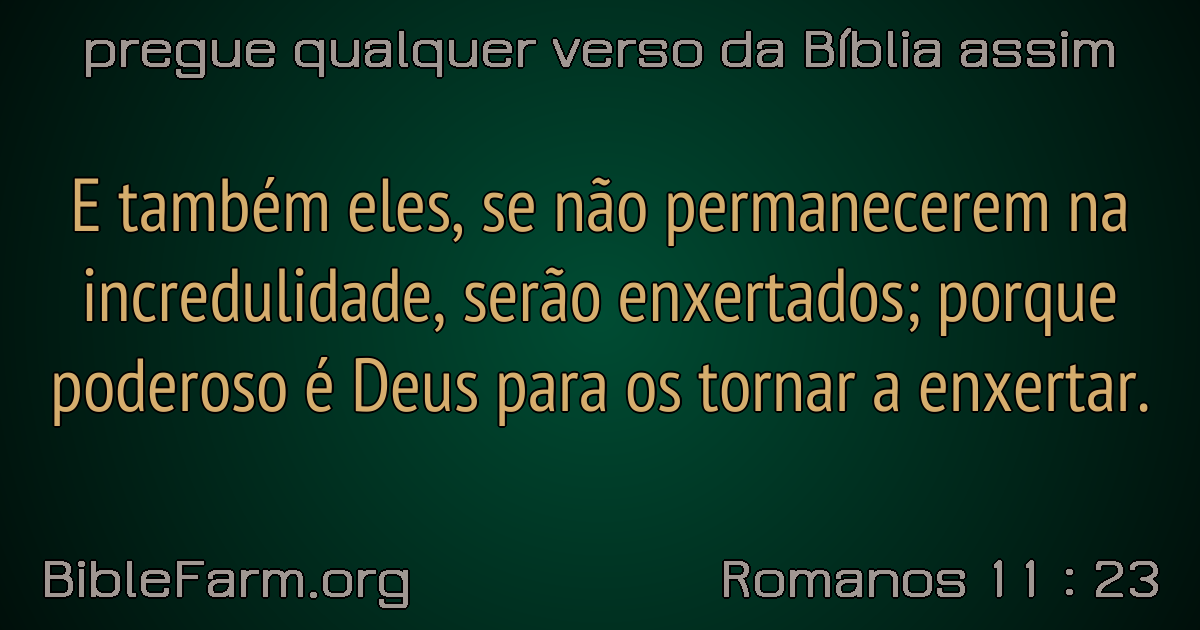 pregue qualquer verso da Bíblia assim
E também eles, se não permanecerem na
incredulidade, serão enxertados; porque
poderoso é Deus para os tornar a enxertar.
BibleFarm.org
Romanos 11 : 23